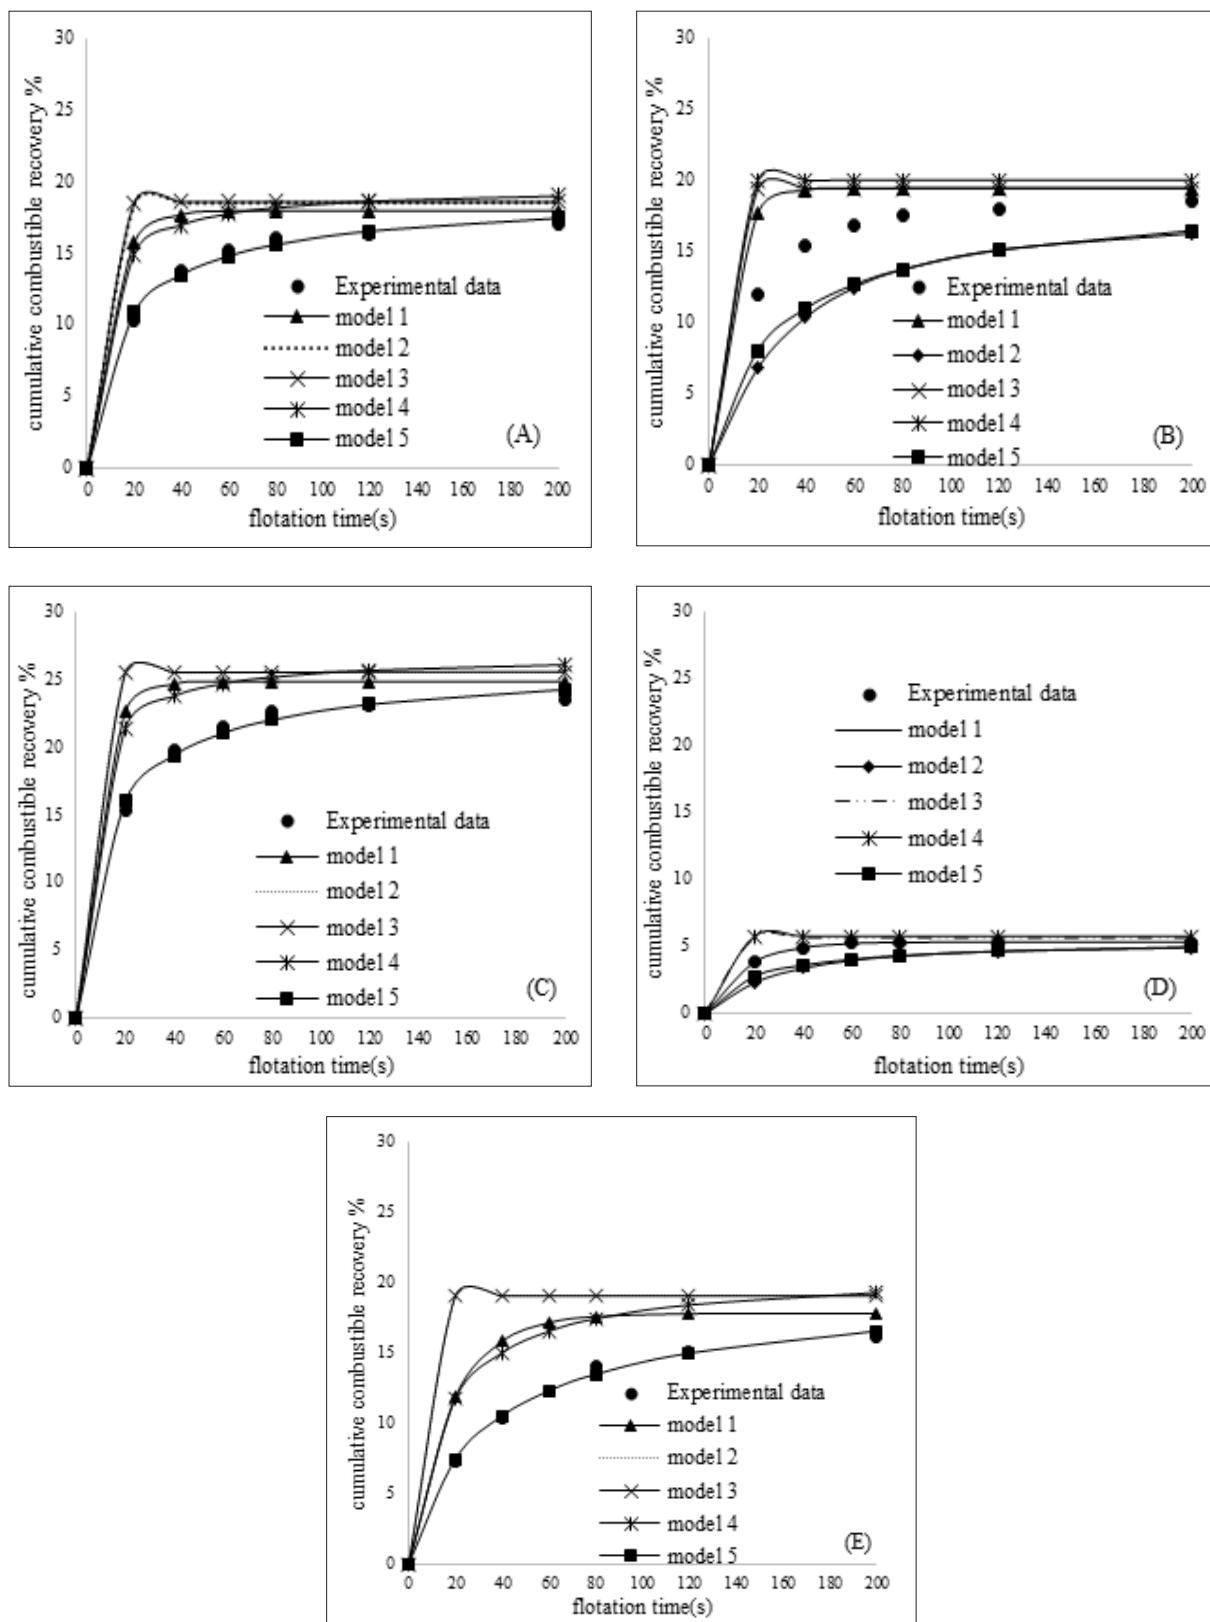 cumulative combustible recovery %
30
25
20
15
10
5
0
Experimental data
model 1
model 2
model 3
model 4
model 5
(A)
0 20 40 60 80 100 120 140 160 180 200
flotation time(s)
cumulative combustible recovery %
30
25
20
15
10
5
0
Experimental data
model 1
model 2
model 3
model 4
model 5
(B)
0 20 40 60 80 100 120 140 160 180 200
flotation time(s)
cumulative combustible recovery %
30
25
20
15
10
5
0
Experimental data
model 1
model 2
model 3
model 4
model 5
(C)
0 20 40 60 80 100 120 140 160 180 200
flotation time(s)
cumulative combustible recovery %
30
25
20
15
10
5
0
Experimental data
model 1
model 2
model 3
model 4
model 5
(D)
0 20 40 60 80 100 120 140 160 180 200
flotation time(s)
cumulative combustible recovery %
30
25
20
15
10
5
0
Experimental data
model 1
model 2
model 3
model 4
model 5
(E)
0 20 40 60 80 100 120 140 160 180 200
flotation time(s)